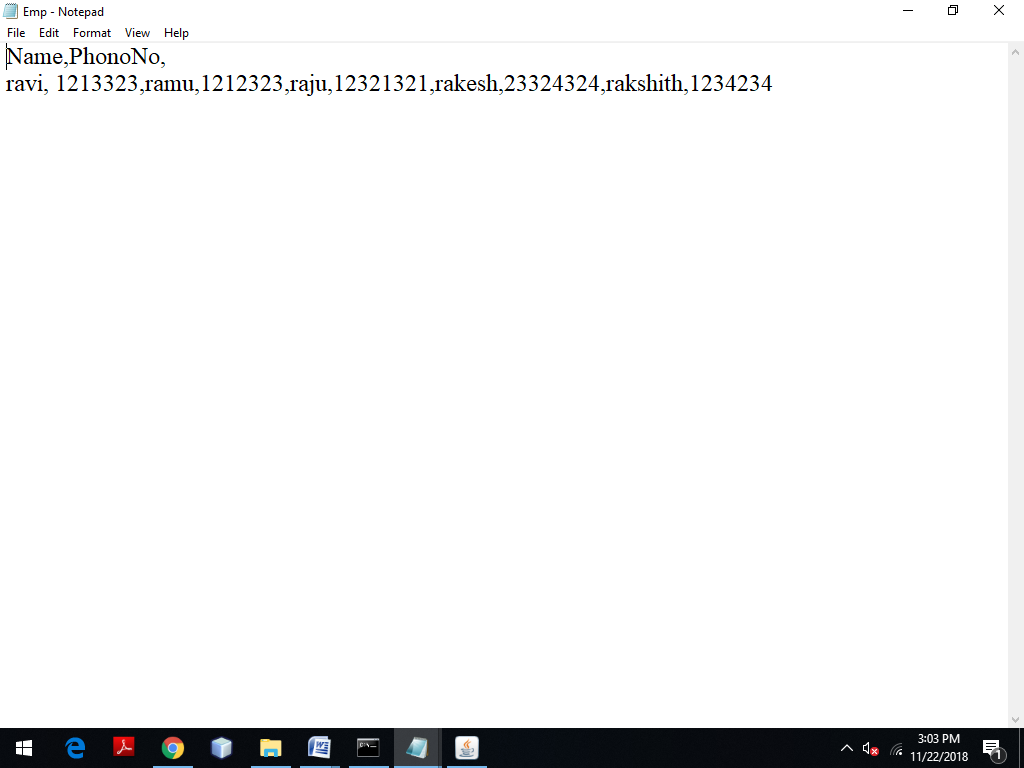 Emp - Notepad
File Edit Format View Help
Name,PhonoNo,
ravi, 1213323,ramu,1212323,raju,12321321,rakesh,23324324,rakshith,1234234
3:03 PM
11/22/2018
1